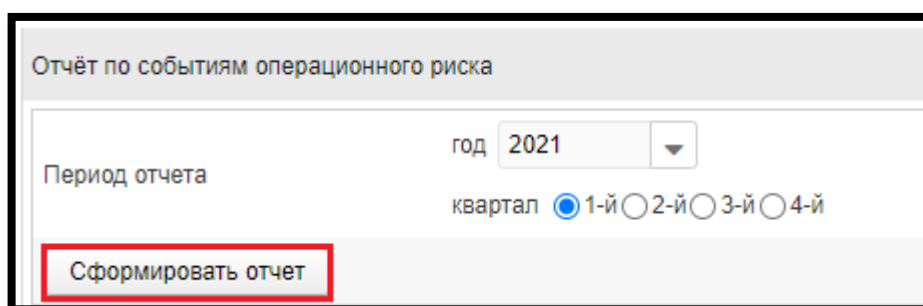 Отчёт по событиям операционного риска
год 2021
Период отчета
квартал 1-й 2-й 3-й 4-й
Сформировать отчет